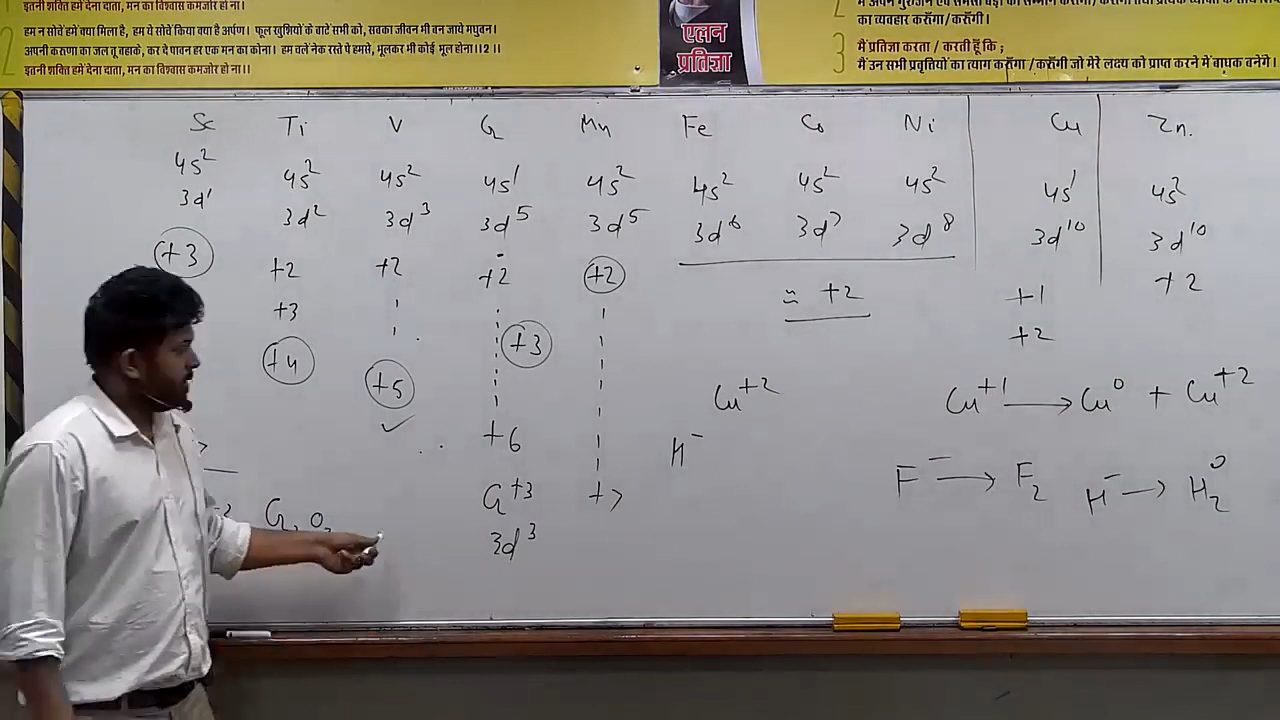 इतनी शक्ति हमें देना दाता, मन का विश्वास कमजोर हो ना।
2
हम न सोचें हमें क्या मिला है, हम ये सोचें किया क्या है अर्पण। फूल खुशियों के बाटें सभी को, सबका जीवन भी बन जाये मधुवन।
अपनी करुणा का जल तू बहाके, कर दे पावन हर एक मन का कोना। हम चलें नेक रस्ते पे हमसे, भूलकर भी कोई भूल होना।।2।।
इतनी शक्ति हमें देना दाता, मन का विश्वास कमजोर हो ना।।
एलन
प्रतिज्ञा
2
का व्यवहार करूँगा/करूँगी।
3
मैं प्रतिज्ञा करता / करती हूँ कि ;
मैं उन सभी प्रवृत्तियों का त्याग करूँगा /करूँगी जो मेरे लक्ष्य को प्राप्त करने में बाधक बनेंगे।
Sc Ti V Cr Mn Fe Co Ni Cu Zn.
4s² 4s² 4s² 4s¹ 4s² 4s² 4s² 4s² 4s¹ 4s²
3d¹ 3d² 3d³ 3d⁵ 3d⁵ 3d⁶ 3d⁷ 3d⁸ 3d¹⁰ 3d¹⁰
+3 +2 +2 +2 +2 ≈ +2 +1 +2
+3 +2
+4 +5 +3
Cu⁺² Cu⁺¹ → Cu⁰ + Cu⁺²
+6 H⁻
F⁻ → F₂ H⁻ → H₂⁰
Cr⁺³ +7
Cr₂O₃
3d³